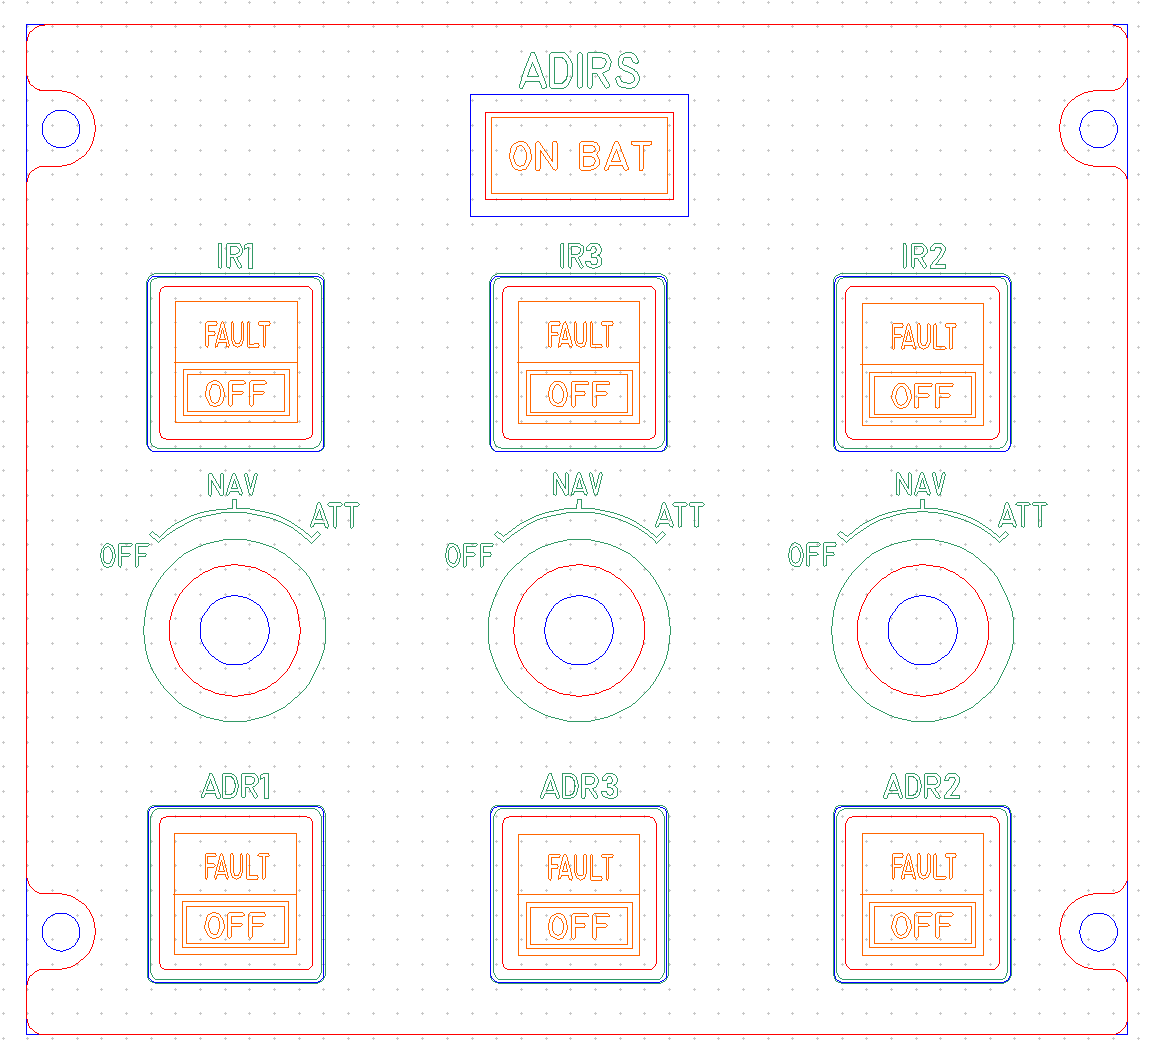 ADIRS
ON BAT
IR1 IR3 IR2
FAULT FAULT FAULT
OFF OFF OFF
NAV NAV NAV
ATT ATT ATT
OFF OFF OFF
ADR1 ADR3 ADR2
FAULT FAULT FAULT
OFF OFF OFF